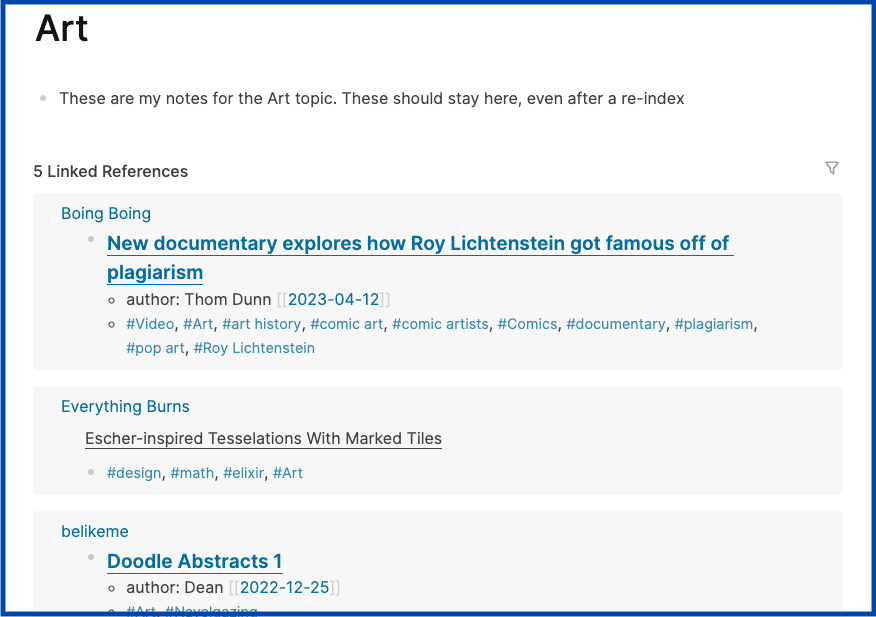 Art
These are my notes for the Art topic. These should stay here, even after a re-index
5 Linked References
Boing Boing
New documentary explores how Roy Lichtenstein got famous off of
plagiarism
author: Thom Dunn [[2023-04-12]]
#Video, #Art, #art history, #comic art, #comic artists, #Comics, #documentary, #plagiarism,
#pop art, #Roy Lichtenstein
Everything Burns
Escher-inspired Tesselations With Marked Tiles
#design, #math, #elixir, #Art
belikeme
Doodle Abstracts 1
author: Dean [[2022-12-25]]
#Art, #Navelgazing